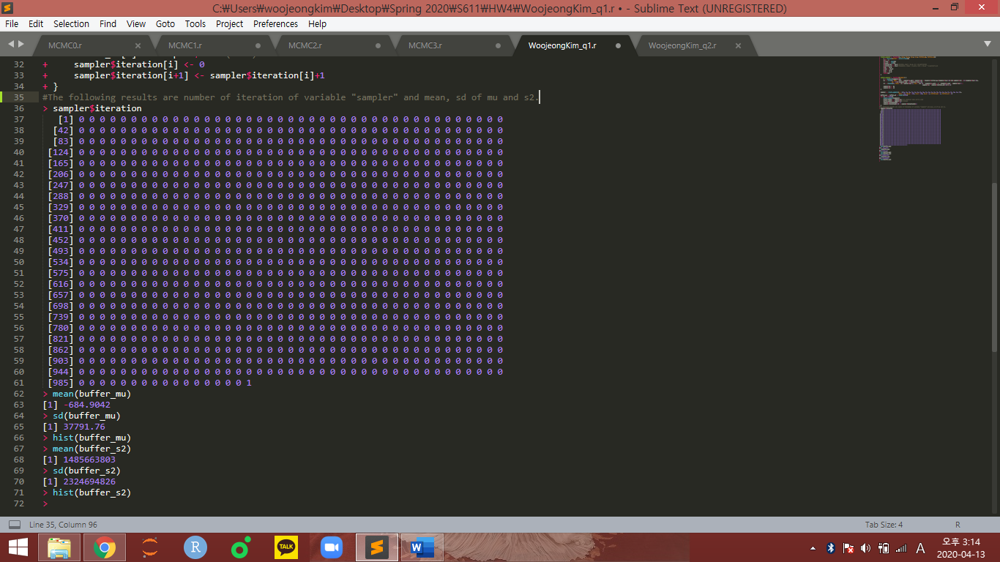 C:₩Users₩woojeongkim₩Desktop₩Spring 2020₩S611₩HW4₩WoojeongKim_q1.r • - Sublime Text (UNREGISTERED)
File Edit Selection Find View Goto Tools Project Preferences Help
MCMC0.r MCMC1.r MCMC2.r MCMC3.r WoojeongKim_q1.r WoojeongKim_q2.r
32 + sampler$iteration[i] <- 0
33 + sampler$iteration[i+1] <- sampler$iteration[i]+1
34 + }
35 #The following results are number of iteration of variable "sampler" and mean, sd of mu and s2.
36 > sampler$iteration
37 [1] 0 0 0 0 0 0 0 0 0 0 0 0 0 0 0 0 0 0 0 0 0 0 0 0 0 0 0 0 0 0 0 0 0 0 0 0 0 0 0 0 0
38 [42] 0 0 0 0 0 0 0 0 0 0 0 0 0 0 0 0 0 0 0 0 0 0 0 0 0 0 0 0 0 0 0 0 0 0 0 0 0 0 0 0 0
39 [83] 0 0 0 0 0 0 0 0 0 0 0 0 0 0 0 0 0 0 0 0 0 0 0 0 0 0 0 0 0 0 0 0 0 0 0 0 0 0 0 0 0
40 [124] 0 0 0 0 0 0 0 0 0 0 0 0 0 0 0 0 0 0 0 0 0 0 0 0 0 0 0 0 0 0 0 0 0 0 0 0 0 0 0 0 0
41 [165] 0 0 0 0 0 0 0 0 0 0 0 0 0 0 0 0 0 0 0 0 0 0 0 0 0 0 0 0 0 0 0 0 0 0 0 0 0 0 0 0 0
42 [206] 0 0 0 0 0 0 0 0 0 0 0 0 0 0 0 0 0 0 0 0 0 0 0 0 0 0 0 0 0 0 0 0 0 0 0 0 0 0 0 0 0
43 [247] 0 0 0 0 0 0 0 0 0 0 0 0 0 0 0 0 0 0 0 0 0 0 0 0 0 0 0 0 0 0 0 0 0 0 0 0 0 0 0 0 0
44 [288] 0 0 0 0 0 0 0 0 0 0 0 0 0 0 0 0 0 0 0 0 0 0 0 0 0 0 0 0 0 0 0 0 0 0 0 0 0 0 0 0 0
45 [329] 0 0 0 0 0 0 0 0 0 0 0 0 0 0 0 0 0 0 0 0 0 0 0 0 0 0 0 0 0 0 0 0 0 0 0 0 0 0 0 0 0
46 [370] 0 0 0 0 0 0 0 0 0 0 0 0 0 0 0 0 0 0 0 0 0 0 0 0 0 0 0 0 0 0 0 0 0 0 0 0 0 0 0 0 0
47 [411] 0 0 0 0 0 0 0 0 0 0 0 0 0 0 0 0 0 0 0 0 0 0 0 0 0 0 0 0 0 0 0 0 0 0 0 0 0 0 0 0 0
48 [452] 0 0 0 0 0 0 0 0 0 0 0 0 0 0 0 0 0 0 0 0 0 0 0 0 0 0 0 0 0 0 0 0 0 0 0 0 0 0 0 0 0
49 [493] 0 0 0 0 0 0 0 0 0 0 0 0 0 0 0 0 0 0 0 0 0 0 0 0 0 0 0 0 0 0 0 0 0 0 0 0 0 0 0 0 0
50 [534] 0 0 0 0 0 0 0 0 0 0 0 0 0 0 0 0 0 0 0 0 0 0 0 0 0 0 0 0 0 0 0 0 0 0 0 0 0 0 0 0 0
51 [575] 0 0 0 0 0 0 0 0 0 0 0 0 0 0 0 0 0 0 0 0 0 0 0 0 0 0 0 0 0 0 0 0 0 0 0 0 0 0 0 0 0
52 [616] 0 0 0 0 0 0 0 0 0 0 0 0 0 0 0 0 0 0 0 0 0 0 0 0 0 0 0 0 0 0 0 0 0 0 0 0 0 0 0 0 0
53 [657] 0 0 0 0 0 0 0 0 0 0 0 0 0 0 0 0 0 0 0 0 0 0 0 0 0 0 0 0 0 0 0 0 0 0 0 0 0 0 0 0 0
54 [698] 0 0 0 0 0 0 0 0 0 0 0 0 0 0 0 0 0 0 0 0 0 0 0 0 0 0 0 0 0 0 0 0 0 0 0 0 0 0 0 0 0
55 [739] 0 0 0 0 0 0 0 0 0 0 0 0 0 0 0 0 0 0 0 0 0 0 0 0 0 0 0 0 0 0 0 0 0 0 0 0 0 0 0 0 0
56 [780] 0 0 0 0 0 0 0 0 0 0 0 0 0 0 0 0 0 0 0 0 0 0 0 0 0 0 0 0 0 0 0 0 0 0 0 0 0 0 0 0 0
57 [821] 0 0 0 0 0 0 0 0 0 0 0 0 0 0 0 0 0 0 0 0 0 0 0 0 0 0 0 0 0 0 0 0 0 0 0 0 0 0 0 0 0
58 [862] 0 0 0 0 0 0 0 0 0 0 0 0 0 0 0 0 0 0 0 0 0 0 0 0 0 0 0 0 0 0 0 0 0 0 0 0 0 0 0 0 0
59 [903] 0 0 0 0 0 0 0 0 0 0 0 0 0 0 0 0 0 0 0 0 0 0 0 0 0 0 0 0 0 0 0 0 0 0 0 0 0 0 0 0 0
60 [944] 0 0 0 0 0 0 0 0 0 0 0 0 0 0 0 0 0 0 0 0 0 0 0 0 0 0 0 0 0 0 0 0 0 0 0 0 0 0 0 0 0
61 [985] 0 0 0 0 0 0 0 0 0 0 0 0 0 0 0 0 1
62 > mean(buffer_mu)
63 [1] -684.9042
64 > sd(buffer_mu)
65 [1] 37791.76
66 > hist(buffer_mu)
67 > mean(buffer_s2)
68 [1] 1485663803
69 > sd(buffer_s2)
70 [1] 2324694826
71 > hist(buffer_s2)
72 >
Line 35, Column 96 Tab Size: 4 R
R TALK W A 오후 3:14
2020-04-13